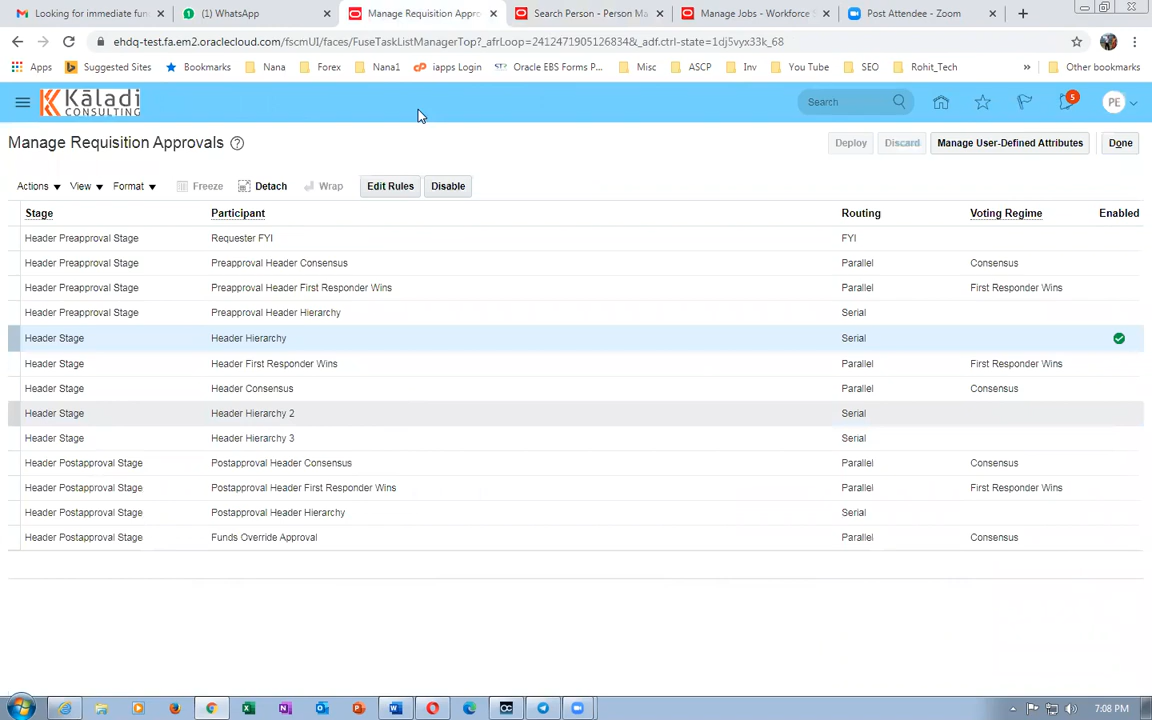 Looking for immediate fun
(1) WhatsApp
Manage Requisition Appro
Search Person - Person Ma
Manage Jobs - Workforce S
Post Attendee - Zoom
ehdq-test.fa.em2.oraclecloud.com/fscmUI/faces/FuseTaskListManagerTop?_afrLoop=2412471905126834&_adf.ctrl-state=1dj5vyx33k_68
Apps Suggested Sites Bookmarks Nana Forex Nana1 iapps Login Oracle EBS Forms P... Misc ASCP Inv You Tube SEO Rohit_Tech » Other bookmarks
Kaladi
CONSULTING
Search
5
PE
Manage Requisition Approvals ?
Deploy Discard Manage User-Defined Attributes Done
Actions View Format Freeze Detach Wrap Edit Rules Disable
Stage Participant Routing Voting Regime Enabled
Header Preapproval Stage Requester FYI FYI
Header Preapproval Stage Preapproval Header Consensus Parallel Consensus
Header Preapproval Stage Preapproval Header First Responder Wins Parallel First Responder Wins
Header Preapproval Stage Preapproval Header Hierarchy Serial
Header Stage Header Hierarchy Serial
Header Stage Header First Responder Wins Parallel First Responder Wins
Header Stage Header Consensus Parallel Consensus
Header Stage Header Hierarchy 2 Serial
Header Stage Header Hierarchy 3 Serial
Header Postapproval Stage Postapproval Header Consensus Parallel Consensus
Header Postapproval Stage Postapproval Header First Responder Wins Parallel First Responder Wins
Header Postapproval Stage Postapproval Header Hierarchy Serial
Header Postapproval Stage Funds Override Approval Parallel Consensus
7:08 PM